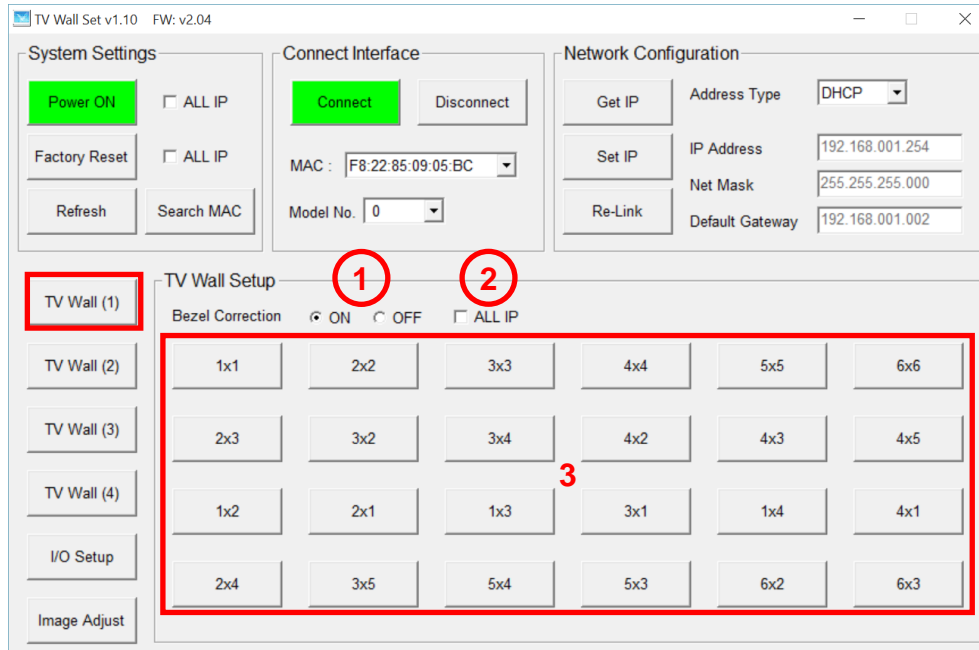 TV Wall Set v1.10 FW: v2.04
System Settings
Power ON ALL IP
Factory Reset ALL IP
Refresh Search MAC
Connect Interface
Connect Disconnect
MAC : F8:22:85:09:05:BC
Model No. 0
Network Configuration
Get IP Address Type DHCP
Set IP IP Address 192.168.001.254
Net Mask 255.255.255.000
Re-Link Default Gateway 192.168.001.002
TV Wall (1)
TV Wall (2)
TV Wall (3)
TV Wall (4)
I/O Setup
Image Adjust
TV Wall Setup 1 2
Bezel Correction ON OFF ALL IP
1x1 2x2 3x3 4x4 5x5 6x6
2x3 3x2 3x4 4x2 4x3 4x5
3
1x2 2x1 1x3 3x1 1x4 4x1
2x4 3x5 5x4 5x3 6x2 6x3